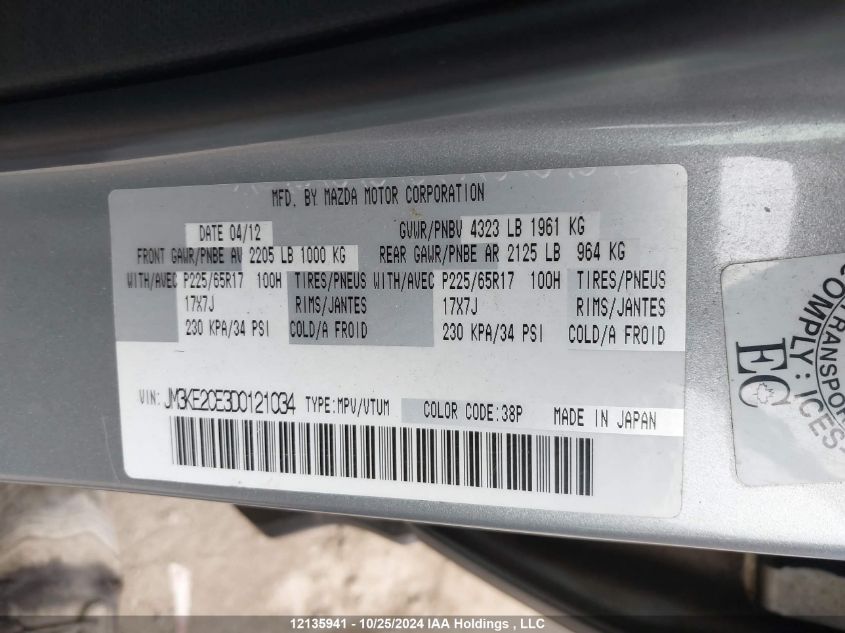 MFD. BY MAZDA MOTOR CORPORATION
DATE 04/12 GVWR/PNBV 4323 LB 1961 KG
FRONT GAWR/PNBE AV 2205 LB 1000 KG REAR GAWR/PNBE AR 2125 LB 964 KG
WITH/AVEC P225/65R17 100H TIRES/PNEUS WITH/AVEC P225/65R17 100H TIRES/PNEUS
17X7J RIMS/JANTES 17X7J RIMS/JANTES
230 KPA/34 PSI COLD/A FROID 230 KPA/34 PSI COLD/A FROID
VIN: JM3KE2CE3D0121034 TYPE:MPV/VTUM COLOR CODE:38P MADE IN JAPAN
TRANSPORT
COMPLY: ICES-
EC
12135941 - 10/25/2024 IAA Holdings , LLC